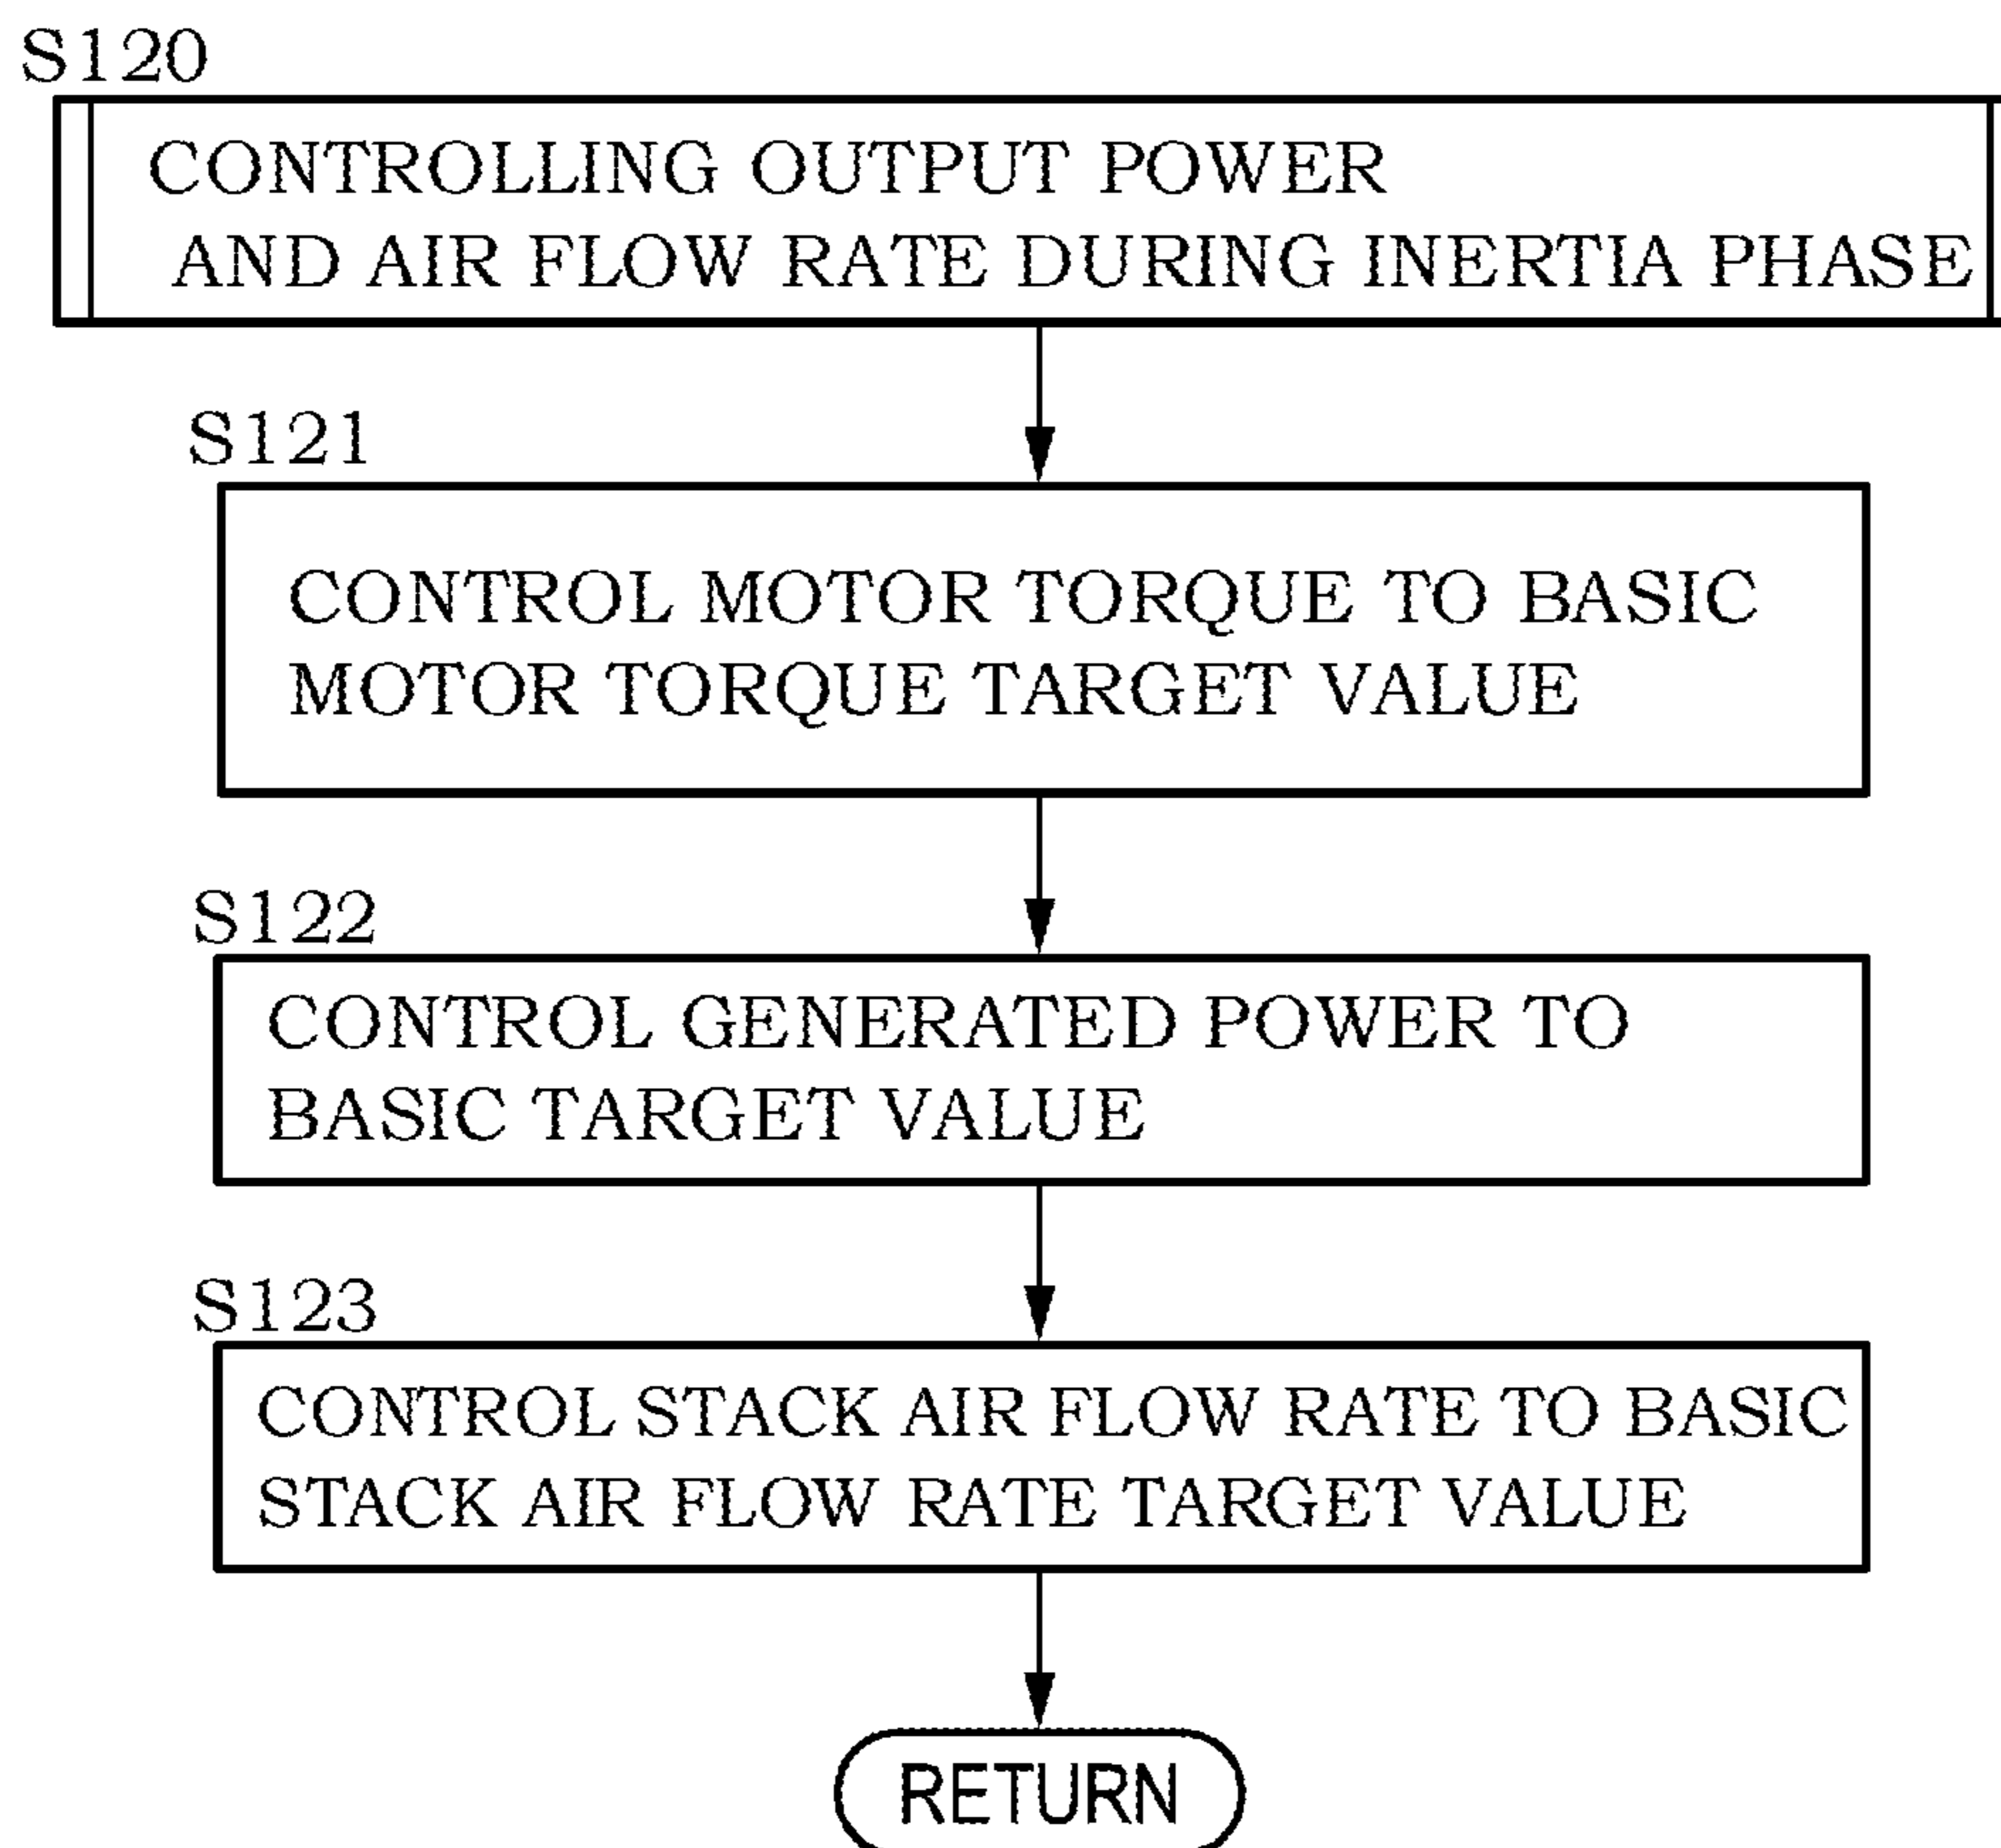 S120
CONTROLLING OUTPUT POWER
AND AIR FLOW RATE DURING INERTIA PHASE
S121
CONTROL MOTOR TORQUE TO BASIC
MOTOR TORQUE TARGET VALUE
S122
CONTROL GENERATED POWER TO
BASIC TARGET VALUE
S123
CONTROL STACK AIR FLOW RATE TO BASIC
STACK AIR FLOW RATE TARGET VALUE
RETURN